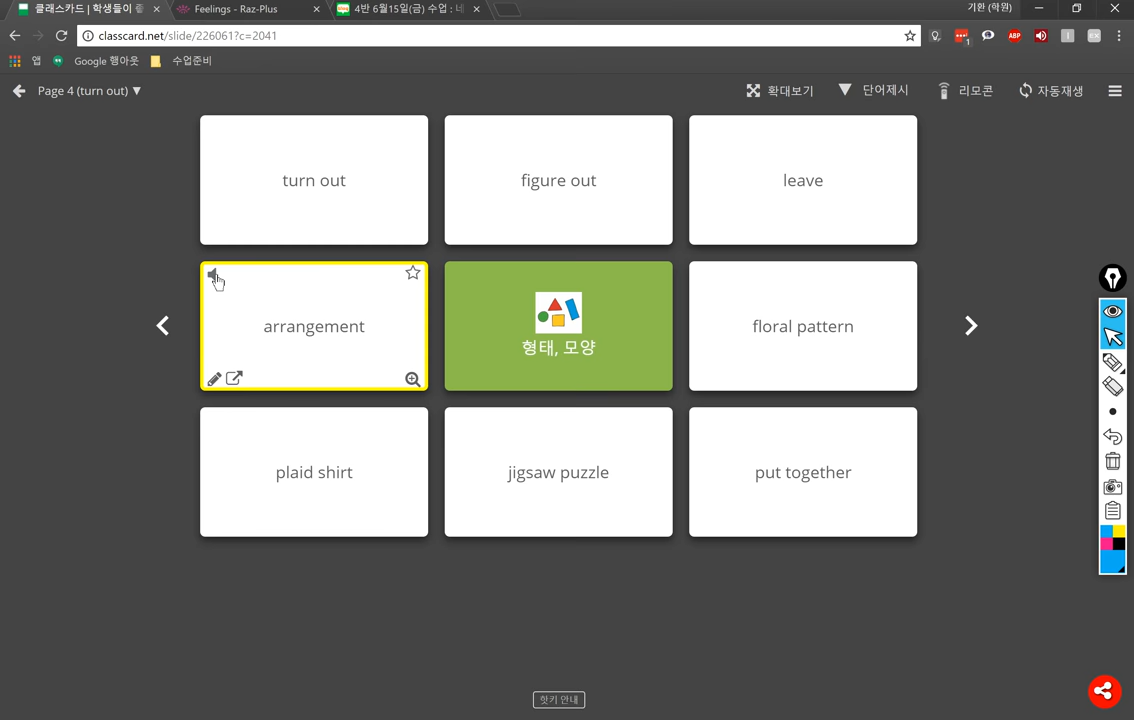 클래스카드 | 학생들이 즐
Feelings - Raz-Plus
4반 6월15일(금) 수업 : 네
기환 (학원)
classcard.net/slide/226061?c=2041
앱
Google 행아웃
수업준비
Page 4 (turn out) ▼
확대보기
▼ 단어제시
리모콘
자동재생
turn out
figure out
leave
arrangement
형태, 모양
floral pattern
plaid shirt
jigsaw puzzle
put together
핫키 안내
ABP
1